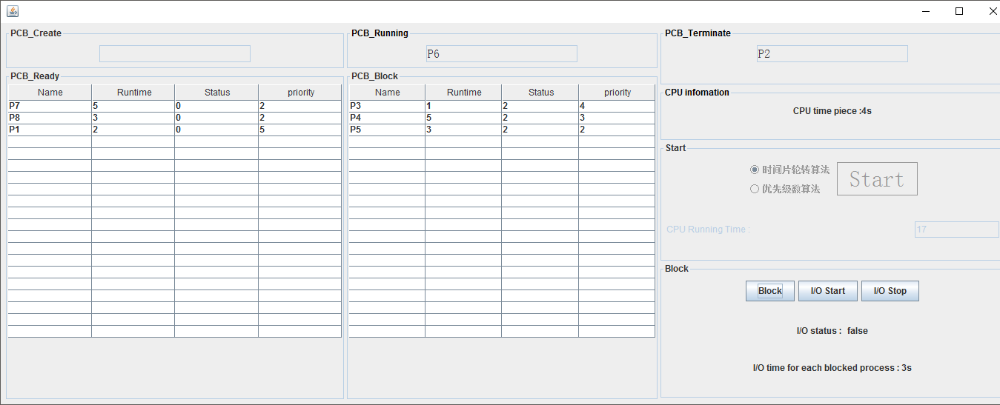 PCB_Create
PCB_Running
P6
PCB_Terminate
P2
PCB_Ready
Name Runtime Status priority
P7 5 0 2
P8 3 0 2
P1 2 0 5
PCB_Block
Name Runtime Status priority
P3 1 2 4
P4 5 2 3
P5 3 2 2
CPU infomation
CPU time piece :4s
Start
时间片轮转算法
优先级数算法
Start
CPU Running Time : 17
Block
Block I/O Start I/O Stop
I/O status : false
I/O time for each blocked process : 3s